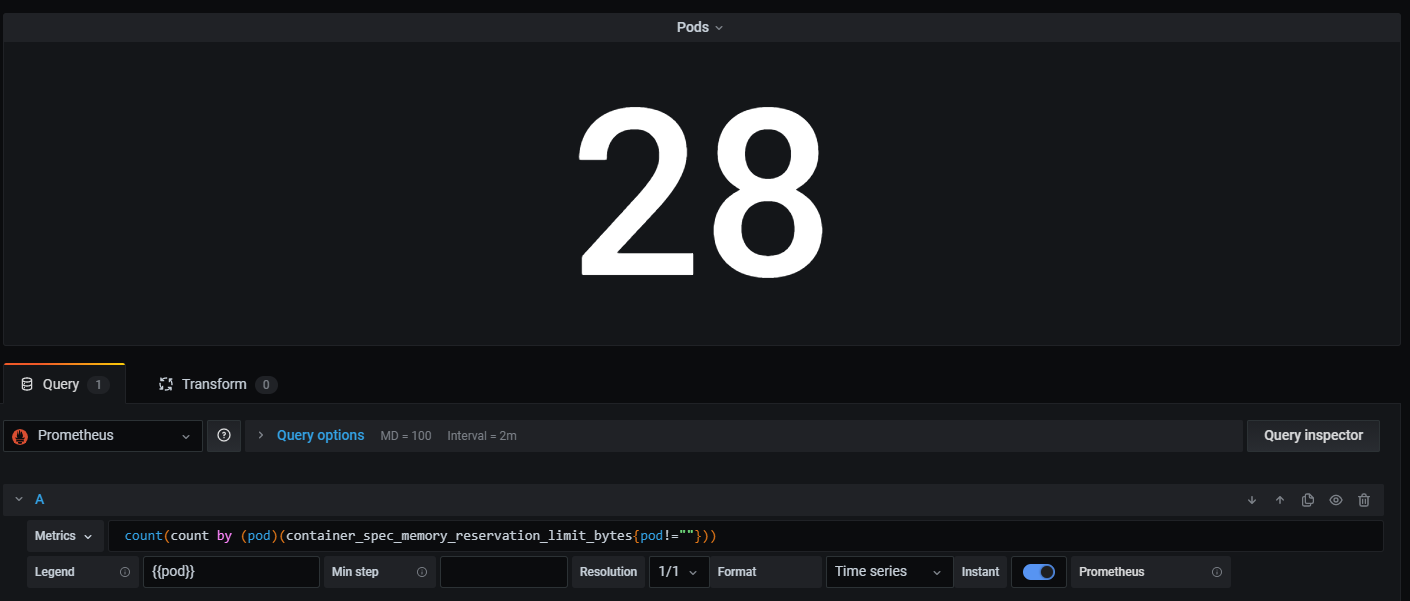 Pods
28
Query 1 Transform 0
Prometheus Query options MD = 100 Interval = 2m Query inspector
A
Metrics count(count by (pod)(container_spec_memory_reservation_limit_bytes{pod!=""}))
Legend {{pod}} Min step Resolution 1/1 Format Time series Instant Prometheus